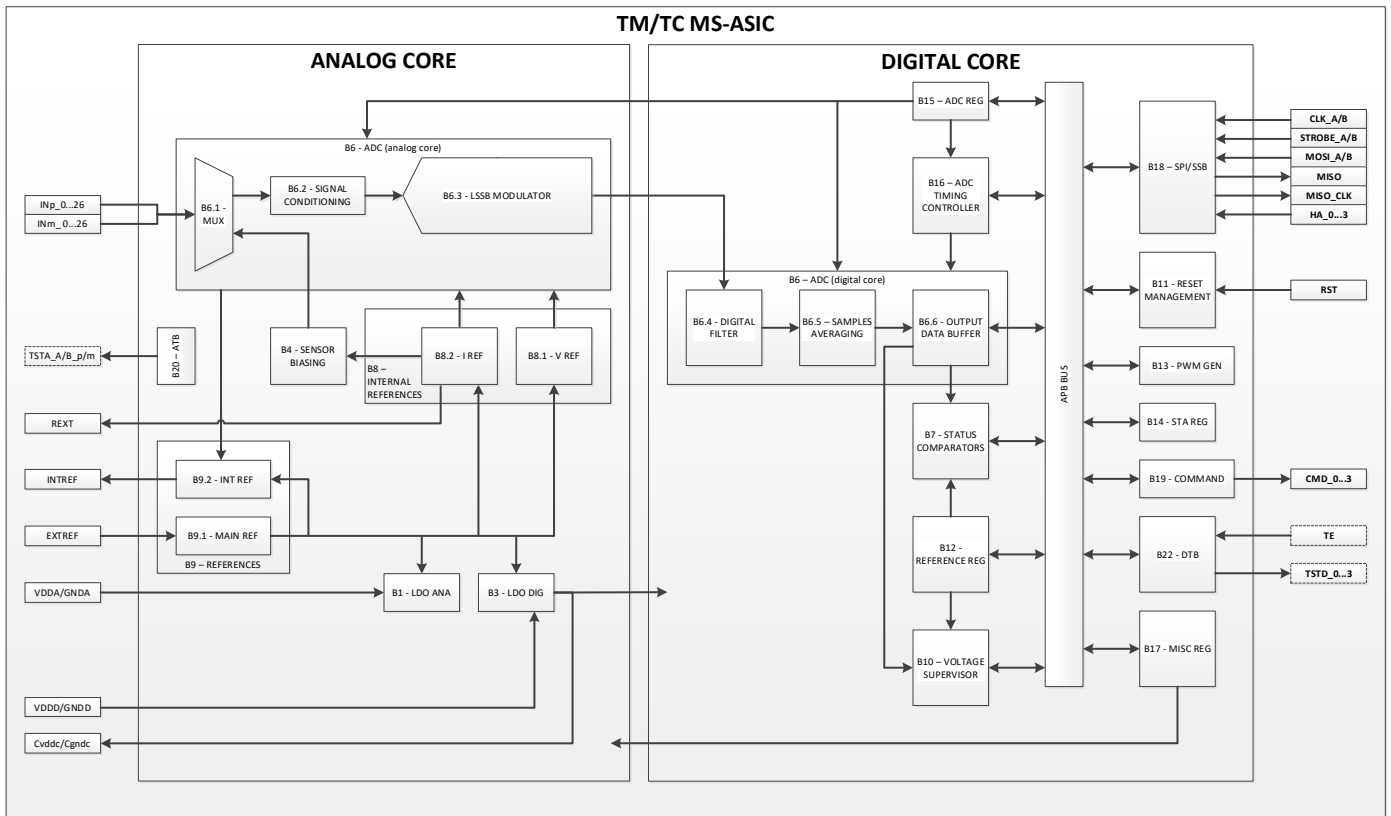 TM/TC MS-ASIC
ANALOG CORE
DIGITAL CORE
INp_0...26
INm_ 0...26
TSTA_A/B_p/m
REXT
INTREF
EXTREF
VDDA/GNDA
VDDD/GNDD
Cvddc/Cgndc
B6 - ADC (analog core)
B6.1 -
MUX
B6.2 - SIGNAL
CONDITIONING
B6.3 - LSSB MODULATOR
B20 – ATB
B4 - SENSOR
BIASING
B8 –
INTERNAL
REFERENCES
B8.2 - I REF
B8.1 - V REF
B9.2 - INT REF
B9.1 - MAIN REF
B9 – REFERENCES
B1 - LDO ANA
B3 - LDO DIG
B15 – ADC REG
B16 – ADC
TIMING
CONTROLLER
B6 – ADC (digital core)
B6.4 - DIGITAL
FILTER
B6.5 – SAMPLES
AVERAGING
B6.6 - OUTPUT
DATA BUFFER
B7 - STATUS
COMPARATORS
B12 -
REFERENCE REG
B10 – VOLTAGE
SUPERVISOR
APB BUS
B18 – SPI/SSB
B11 - RESET
MANAGEMENT
B13 - PWM GEN
B14 - STA REG
B19 - COMMAND
B22 - DTB
B17 - MISC REG
CLK_A/B
STROBE_A/B
MOSI_A/B
MISO
MISO_CLK
HA_0...3
RST
CMD_0...3
TE
TSTD_0...3